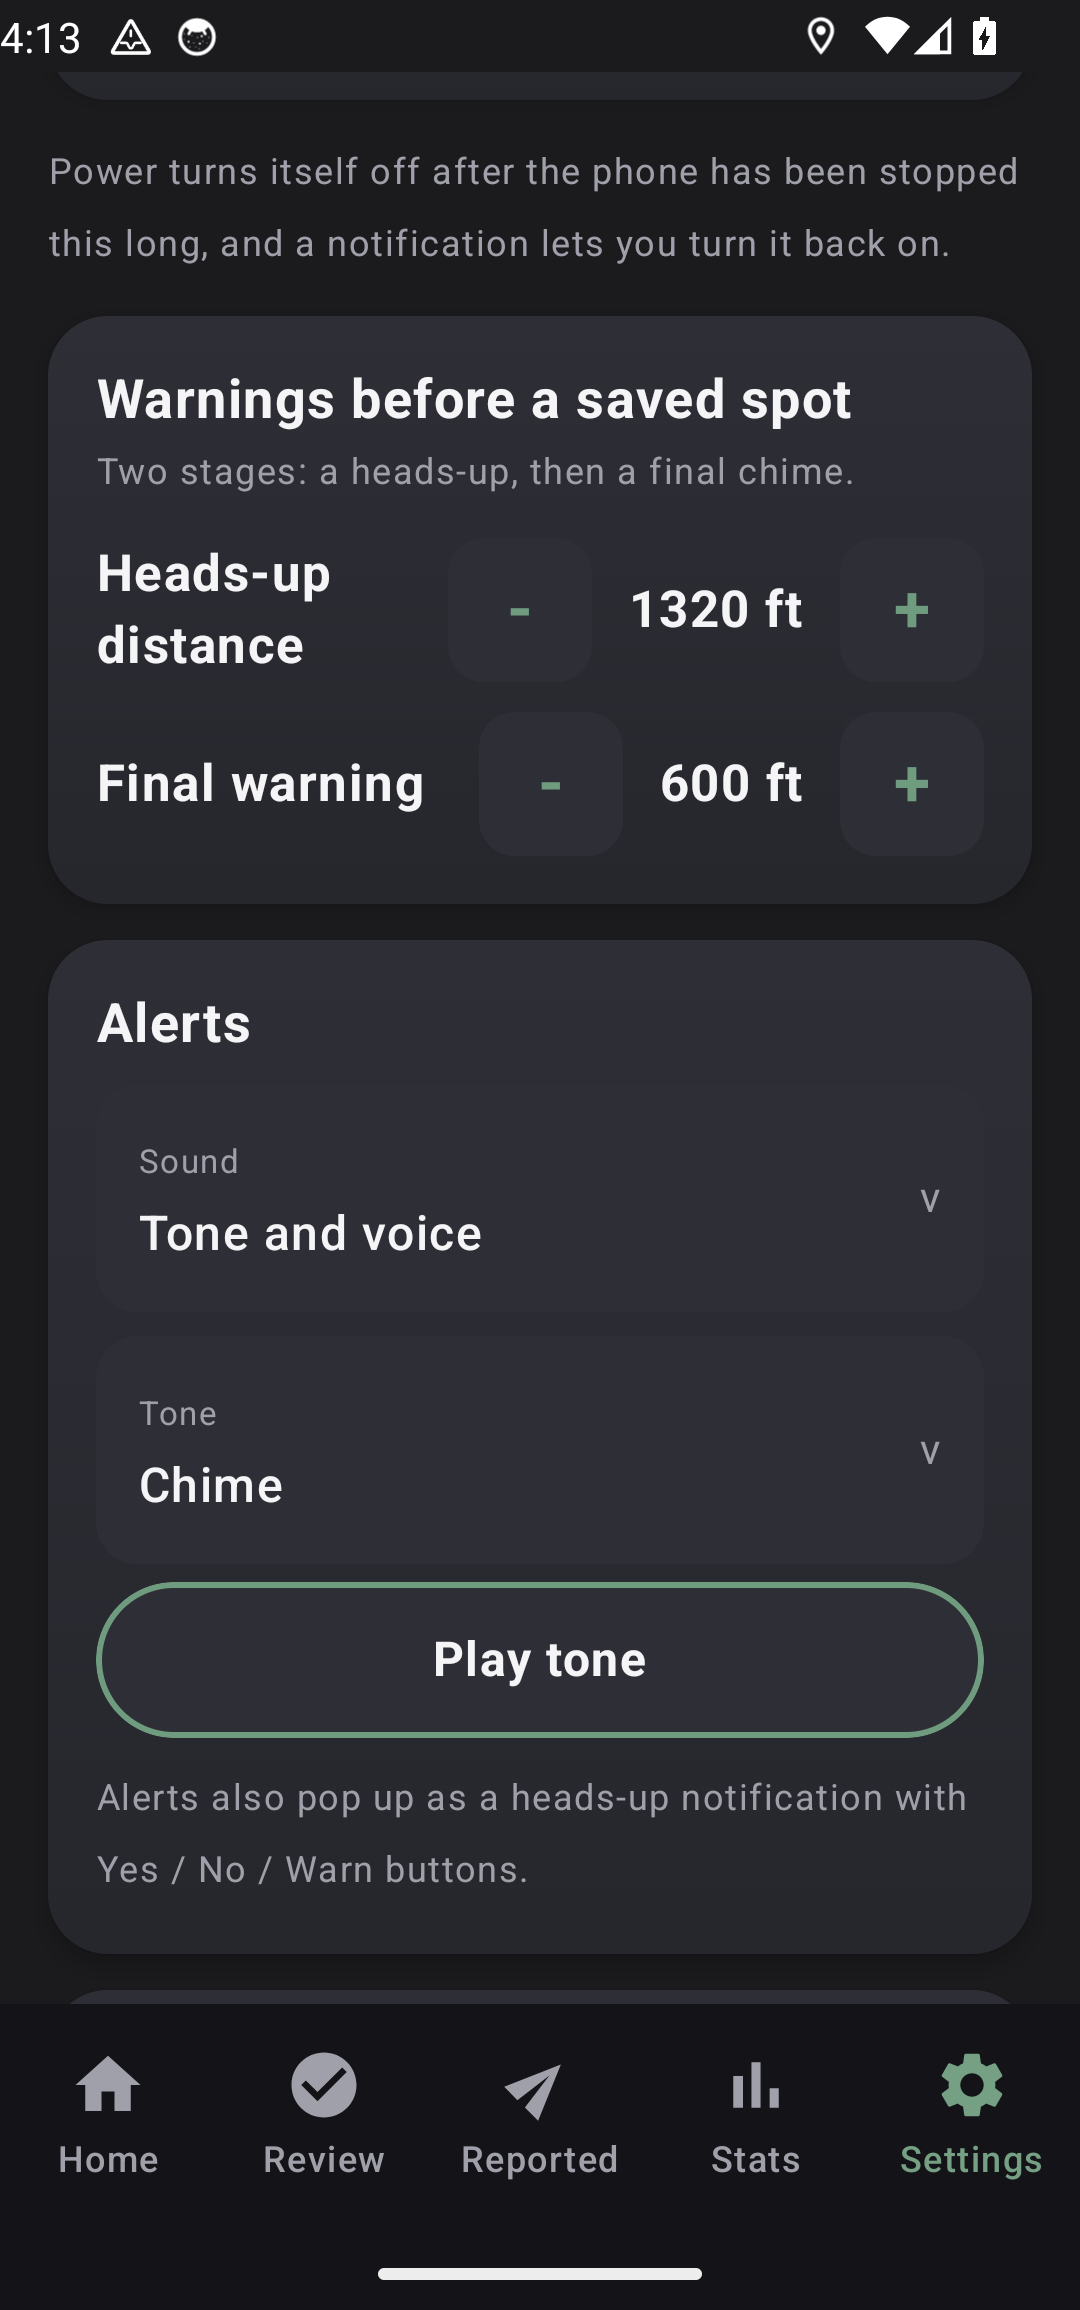 4:13
Power turns itself off after the phone has been stopped
this long, and a notification lets you turn it back on.
Warnings before a saved spot
Two stages: a heads-up, then a final chime.
Heads-up
distance
- 1320 ft +
Final warning - 600 ft +
Alerts
Sound
Tone and voice
v
Tone
Chime
v
Play tone
Alerts also pop up as a heads-up notification with
Yes / No / Warn buttons.
Home Review Reported Stats Settings